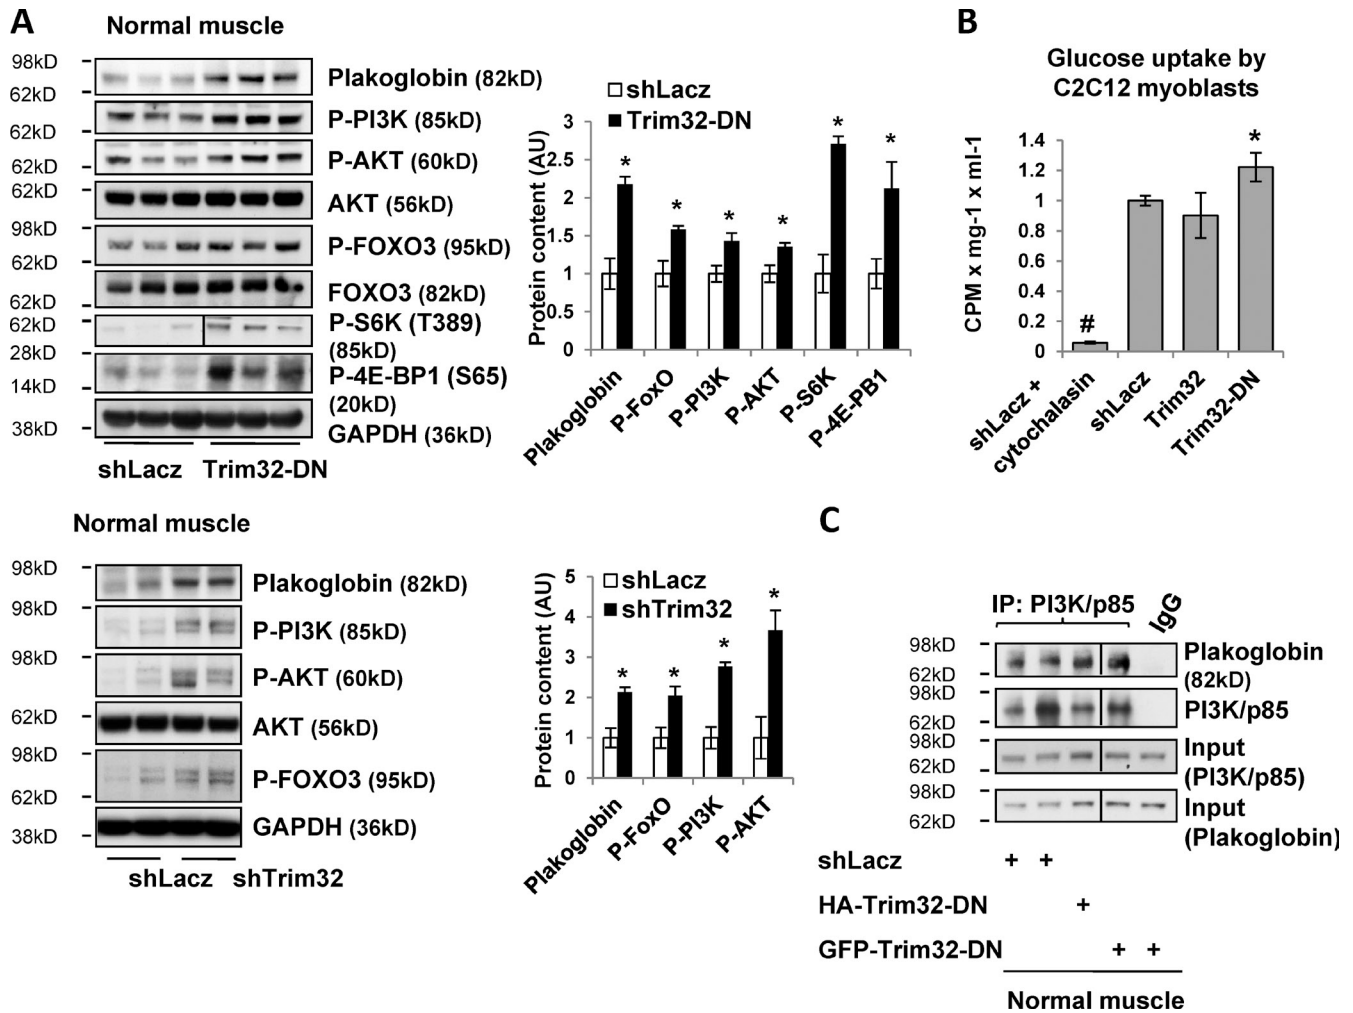 A
Normal muscle
98kD
62kD
62kD
62kD
62kD
98kD
62kD
62kD
62kD
28kD
14kD
38kD
Plakoglobin (82kD)
P-PI3K (85kD)
P-AKT (60kD)
AKT (56kD)
P-FOXO3 (95kD)
FOXO3 (82kD)
P-S6K (T389)
(85kD)
P-4E-BP1 (S65)
(20kD)
GAPDH (36kD)
shLacz Trim32-DN
shLacz
Trim32-DN
Protein content (AU)
3
2.5
2
1.5
1
0.5
0
* * * * * *
Plakoglobin
P-FoxO
P-PI3K
P-AKT
P-S6K
P-4E-PB1
B
Glucose uptake by
C2C12 myoblasts
CPM x mg-1 x ml-1
1.4
1.2
1
0.8
0.6
0.4
0.2
0
# *
shLacz +
cytochalasin
shLacz
Trim32
Trim32-DN
Normal muscle
98kD
62kD
98kD
62kD
98kD
62kD
98kD
62kD
38kD
Plakoglobin (82kD)
P-PI3K (85kD)
P-AKT (60kD)
AKT (56kD)
P-FOXO3 (95kD)
GAPDH (36kD)
shLacz shTrim32
shLacz
shTrim32
Protein content (AU)
5
4
3
2
1
0
* * * *
Plakoglobin
P-FoxO
P-PI3K
P-AKT
C
IP: PI3K/p85
IgG
98kD
62kD
98kD
62kD
98kD
62kD
98kD
62kD
Plakoglobin
(82kD)
PI3K/p85
Input
(PI3K/p85)
Input
(Plakoglobin)
shLacz + +
HA-Trim32-DN +
GFP-Trim32-DN + +
Normal muscle